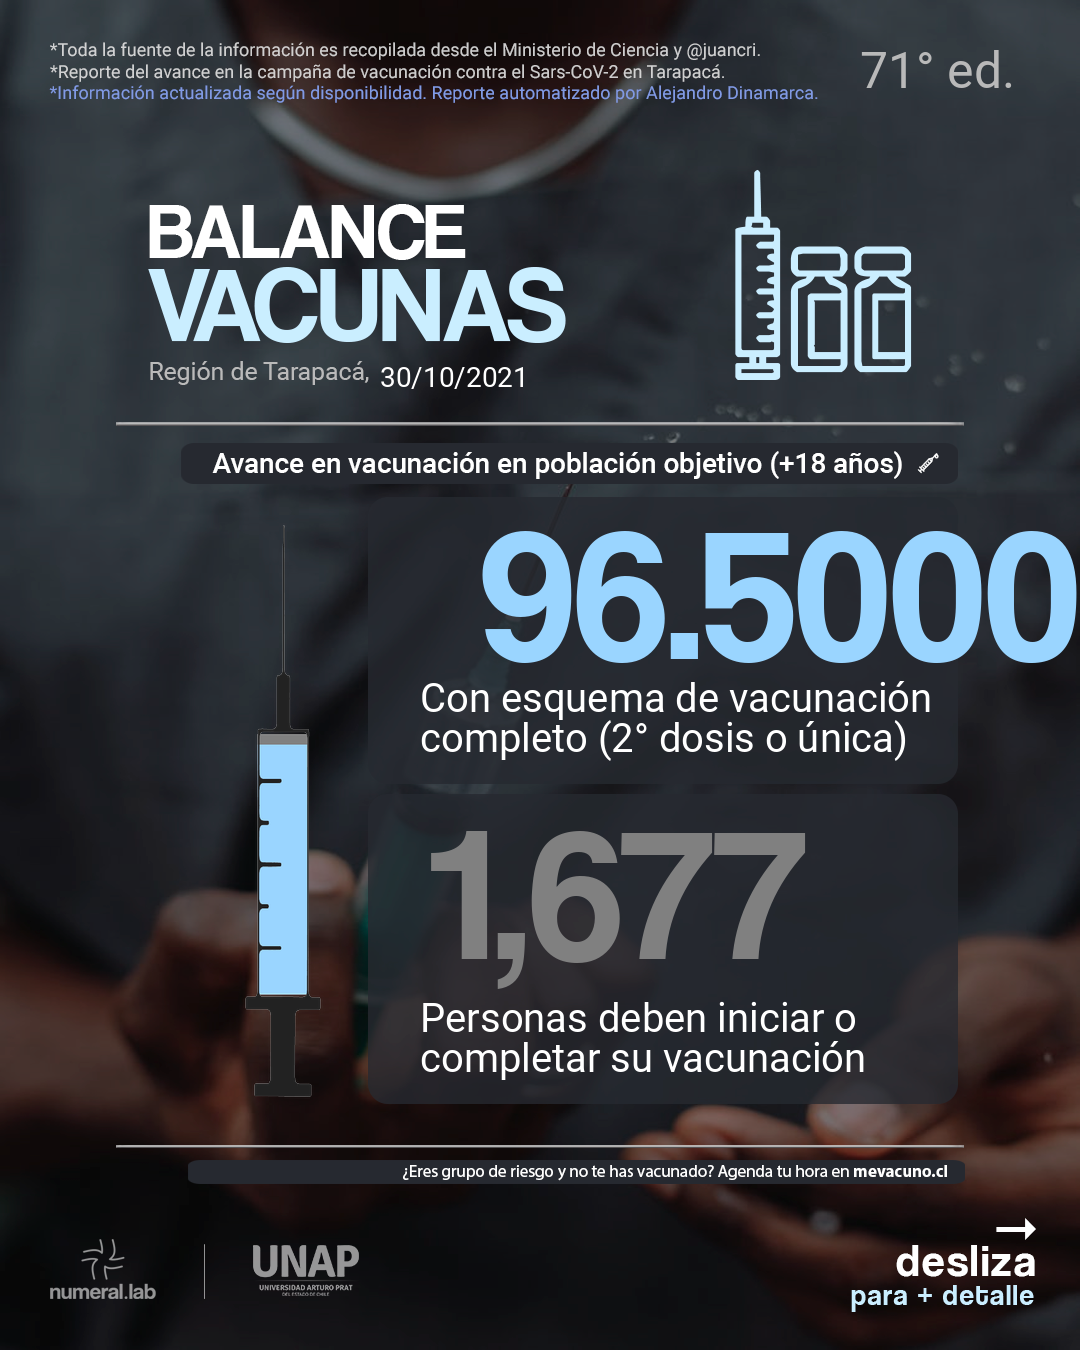 *Toda la fuente de la información es recopilada desde el Ministerio de Ciencia y @juancri.
*Reporte del avance en la campaña de vacunación contra el Sars-CoV-2 en Tarapacá.
*Información actualizada según disponibilidad. Reporte automatizado por Alejandro Dinamarca.
71° ed.
BALANCE
VACUNAS
Región de Tarapacá, 30/10/2021
Avance en vacunación en población objetivo (+18 años)
96.5000
Con esquema de vacunación
completo (2° dosis o única)
1,677
Personas deben iniciar o
completar su vacunación
¿Eres grupo de riesgo y no te has vacunado? Agenda tu hora en mevacuno.cl
numeral.lab
UNAP
UNIVERSIDAD ARTURO PRAT
DEL ESTADO DE CHILE
desliza
para + detalle